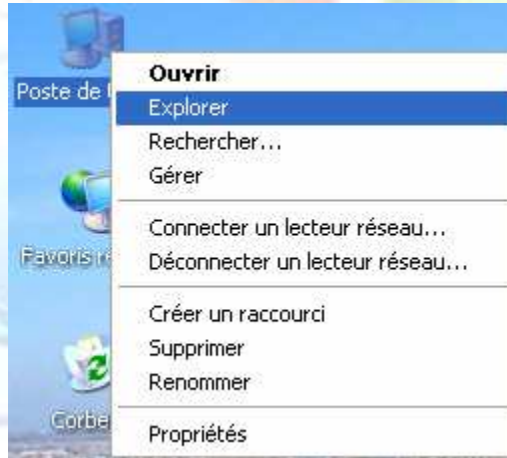 Poste de
Ouvrir
Explorer
Rechercher...
Gérer
Favoris
Connecter un lecteur réseau...
Déconnecter un lecteur réseau...
Créer un raccourci
Supprimer
Renommer
Propriétés